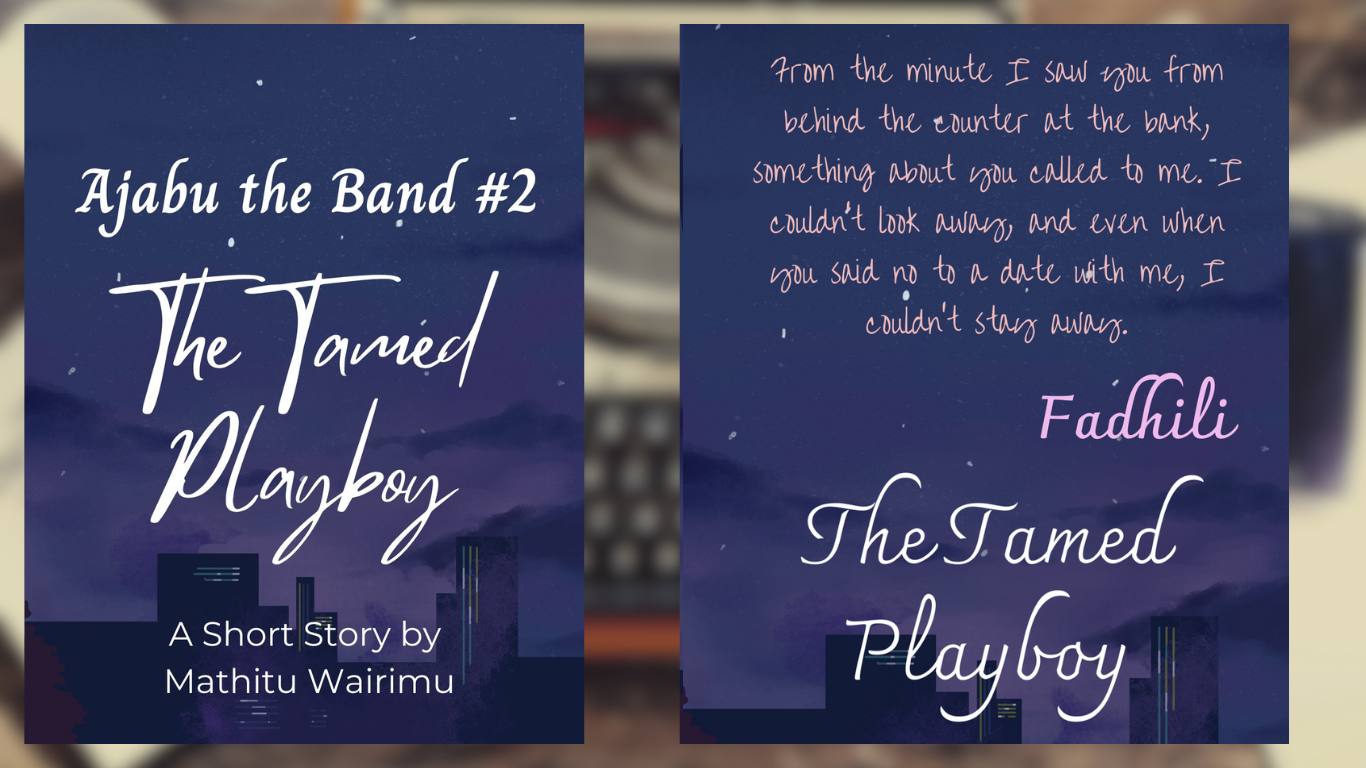 Ajabu the Band #2
The Tamed
Playboy
A Short Story by
Mathitu Wairimu
From the minute I saw you from
behind the counter at the bank,
something about you called to me. I
couldn't look away, and even when
you said no to a date with me, I
couldn't stay away.
Fadhili
The Tamed
Playboy